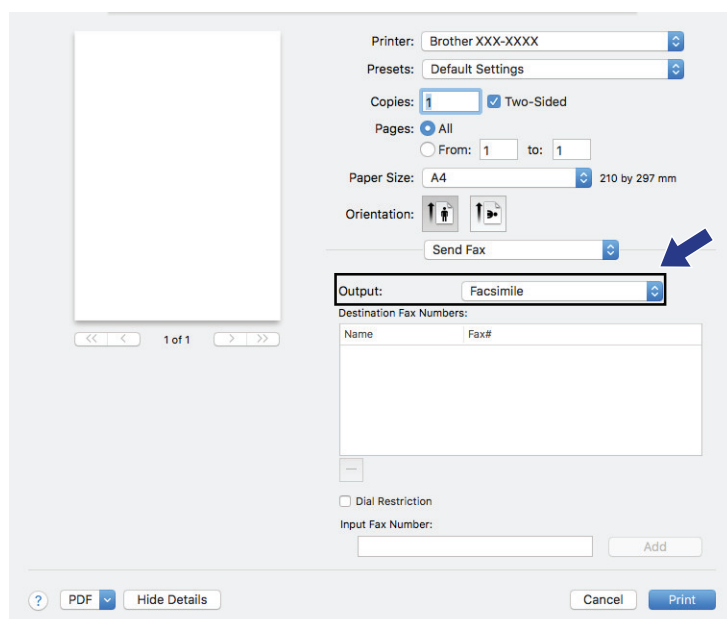 Printer: Brother XXX-XXXX
Presets: Default Settings
Copies: 1 Two-Sided
Pages: All
From: 1 to: 1
Paper Size: A4 210 by 297 mm
Orientation:
Send Fax
Output: Facsimile
Destination Fax Numbers:
Name Fax#
1 of 1
Dial Restriction
Input Fax Number:
Add
? PDF Hide Details Cancel Print